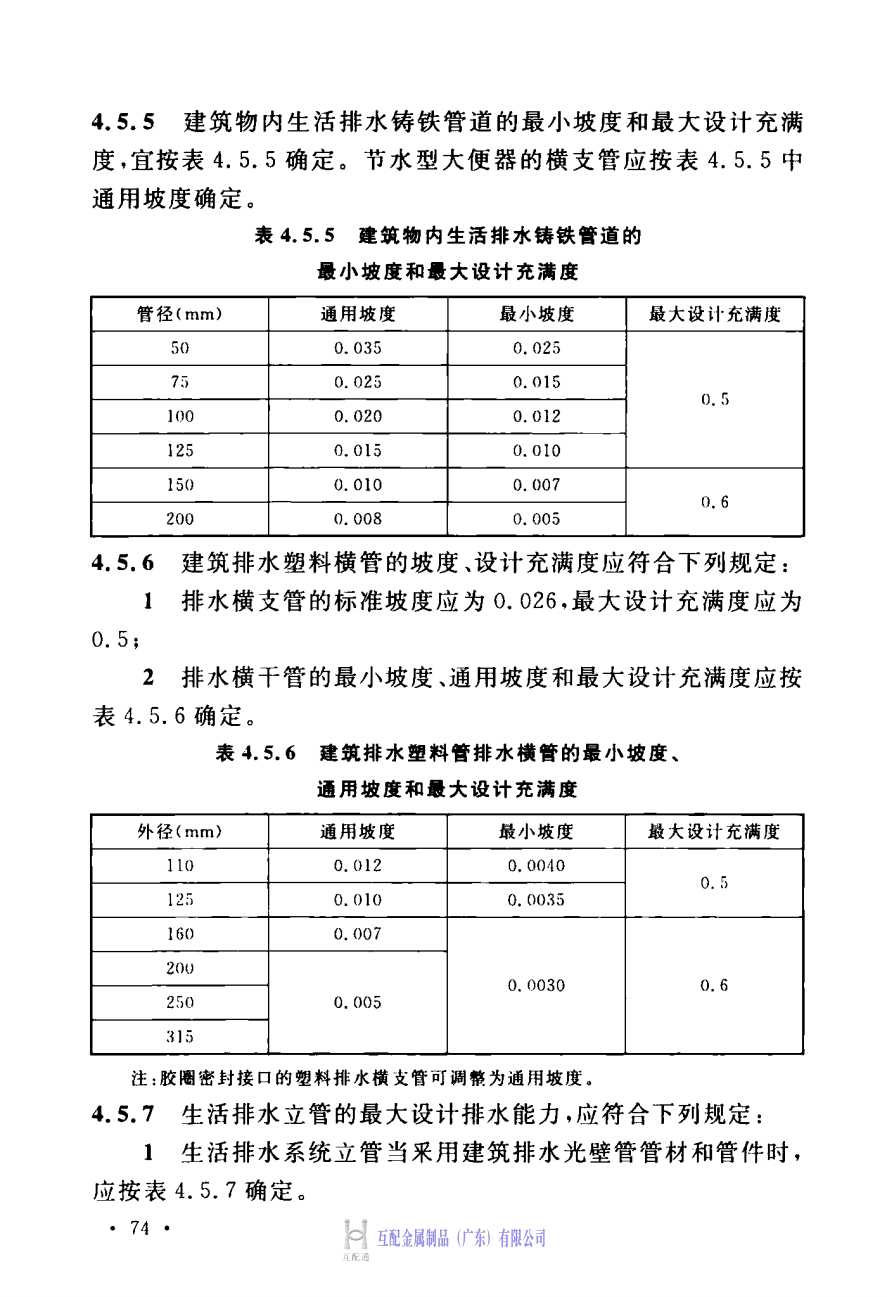 4.5.5 建筑物内生活排水铸铁管道的最小坡度和最大设计充满
度,宜按表 4.5.5 确定。节水型大便器的横支管应按表 4.5.5 中
通用坡度确定。
表 4.5.5 建筑物内生活排水铸铁管道的
最小坡度和最大设计充满度
管径(mm) 通用坡度 最小坡度 最大设计充满度
50 0.035 0.025
75 0.025 0.015
0.5
100 0.020 0.012
125 0.015 0.010
150 0.010 0.007
0.6
200 0.008 0.005
4.5.6 建筑排水塑料横管的坡度、设计充满度应符合下列规定:
1 排水横支管的标准坡度应为 0.026,最大设计充满度应为
0.5;
2 排水横干管的最小坡度、通用坡度和最大设计充满度应按
表 4.5.6 确定。
表 4.5.6 建筑排水塑料管排水横管的最小坡度、
通用坡度和最大设计充满度
外径(mm) 通用坡度 最小坡度 最大设计充满度
110 0.012 0.0040
0.5
125 0.010 0.0035
160 0.007
200
0.0030 0.6
250 0.005
315
注:胶圈密封接口的塑料排水横支管可调整为通用坡度。
4.5.7 生活排水立管的最大设计排水能力,应符合下列规定:
1 生活排水系统立管当采用建筑排水光壁管管材和管件时,
应按表 4.5.7 确定。
· 74 ·
互配金属制品(广东)有限公司
互配通